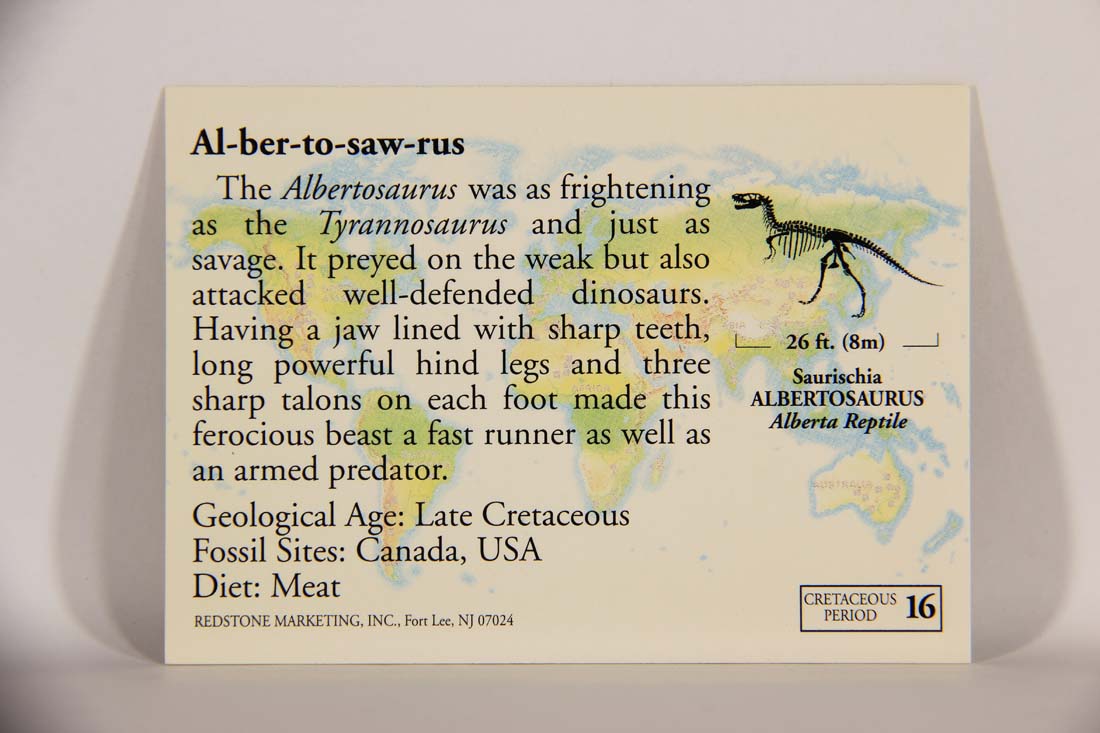 Al-ber-to-saw-rus
The Albertosaurus was as frightening
as the Tyrannosaurus and just as
savage. It preyed on the weak but also
attacked well-defended dinosaurs.
Having a jaw lined with sharp teeth,
long powerful hind legs and three
sharp talons on each foot made this
ferocious beast a fast runner as well as
an armed predator.
Geological Age: Late Cretaceous
Fossil Sites: Canada, USA
Diet: Meat
REDSTONE MARKETING, INC., Fort Lee, NJ 07024
26 ft. (8m)
Saurischia
ALBERTOSAURUS
Alberta Reptile
AUSTRALIA
CRETACEOUS
PERIOD 16